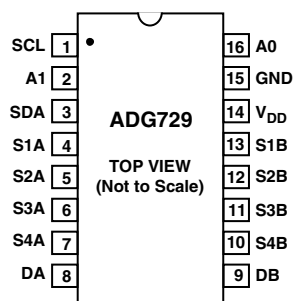 SCL 1 16 A0
A1 2 15 GND
SDA 3 14 VDD
ADG729
S1A 4 13 S1B
TOP VIEW
S2A 5 12 S2B
(Not to Scale)
S3A 6 11 S3B
S4A 7 10 S4B
DA 8 9 DB